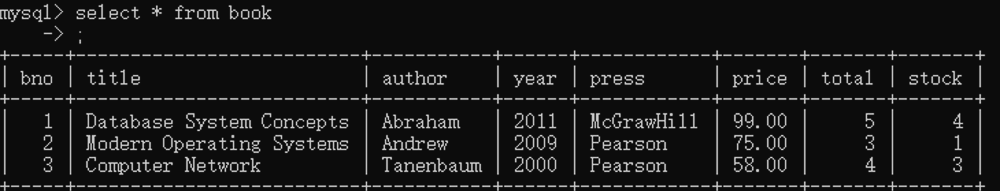 mysql> select * from book
    -> ;
+-----+-------------------------+-----------+------+------------+-------+-------+-------+
| bno | title                   | author    | year | press      | price | total | stock |
+-----+-------------------------+-----------+------+------------+-------+-------+-------+
|   1 | Database System Concepts | Abraham   | 2011 | McGrawHill | 99.00 |     5 |     4 |
|   2 | Modern Operating Systems | Andrew    | 2009 | Pearson    | 75.00 |     3 |     1 |
|   3 | Computer Network        | Tanenbaum | 2000 | Pearson    | 58.00 |     4 |     3 |
+-----+-------------------------+-----------+------+------------+-------+-------+-------+